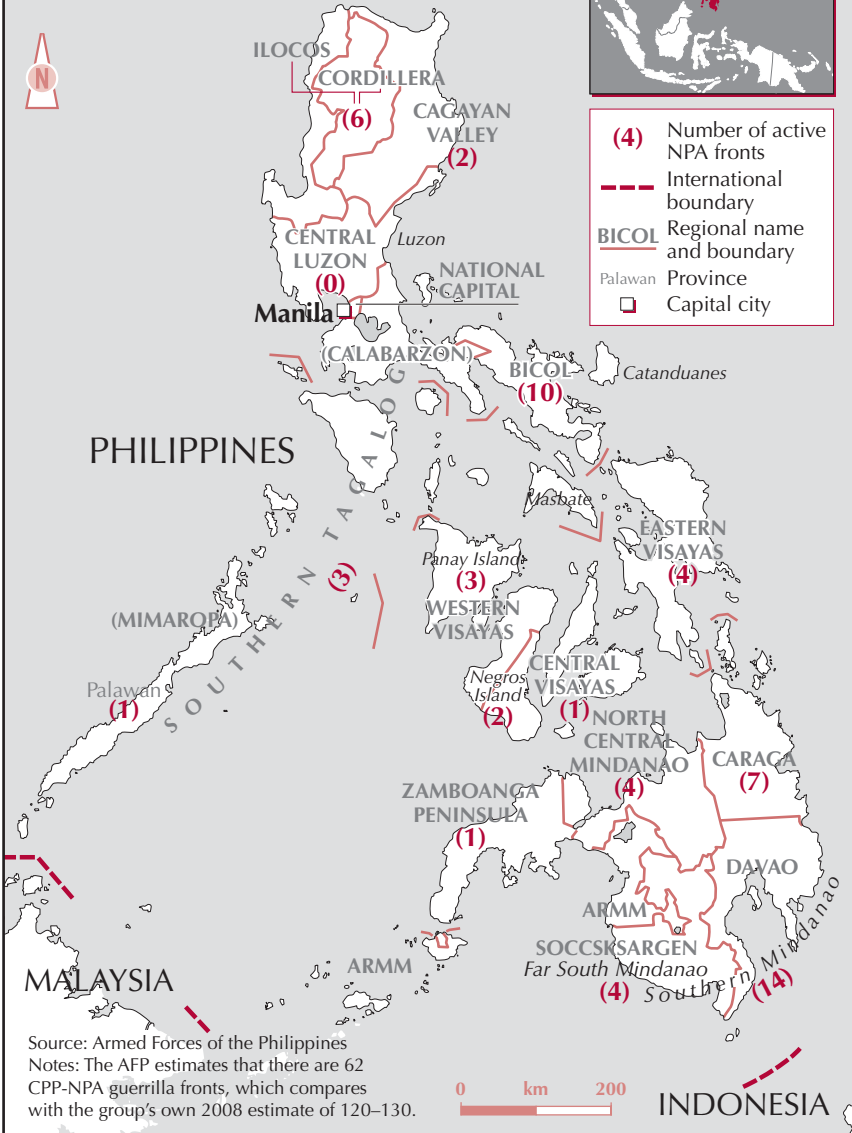 N
ILOCOS
CORDILLERA
(6)
CAGAYAN
VALLEY
(2)
CENTRAL
LUZON
(0)
Luzon
NATIONAL
CAPITAL
Manila
(CALABARZON)
BICOL
(10)
Catanduanes
PHILIPPINES
SOUTHERN TAGALOG
(3)
Masbate
EASTERN
VISAYAS
(4)
Panay Island
(3)
WESTERN
VISAYAS
(MIMAROPA)
Palawan
(1)
Negros
Island
(2)
CENTRAL
VISAYAS
(1)
NORTH
CENTRAL
MINDANAO
(4)
CARAGA
(7)
ZAMBOANGA
PENINSULA
(1)
DAVAO
ARMM
SOCCSKSARGEN
Far South Mindanao
(4)
Southern Mindanao
(14)
ARMM
MALAYSIA
INDONESIA
(4) Number of active
NPA fronts
International
boundary
BICOL Regional name
and boundary
Palawan Province
Capital city
Source: Armed Forces of the Philippines
Notes: The AFP estimates that there are 62
CPP-NPA guerrilla fronts, which compares
with the group's own 2008 estimate of 120–130.
0 km 200